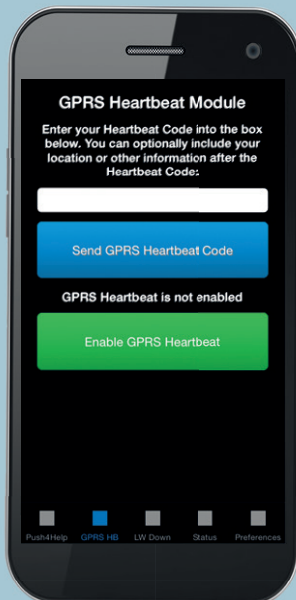 GPRS Heartbeat Module
Enter your Heartbeat Code into the box
below. You can optionally include your
location or other information after the
Heartbeat Code:
Send GPRS Heartbeat Code
GPRS Heartbeat is not enabled
Enable GPRS Heartbeat
Push4Help GPRS HB LW Down Status Preferences